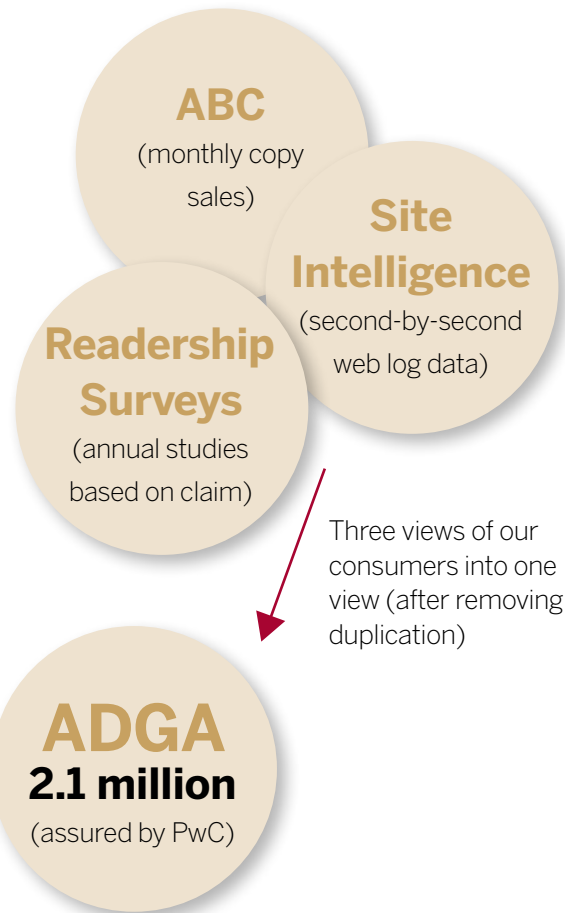 ABC
(monthly copy
sales)
Site
Intelligence
(second-by-second
web log data)
Readership
Surveys
(annual studies
based on claim)
Three views of our
consumers into one
view (after removing
duplication)
ADGA
2.1 million
(assured by PwC)